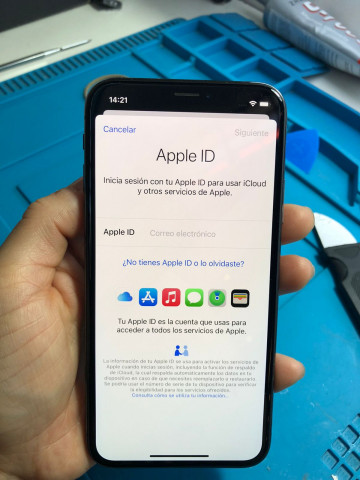 14:21
Cancelar
Siguiente
Apple ID
Inicia sesión con tu Apple ID para usar iCloud
y otros servicios de Apple.
Apple ID Correo electrónico
¿No tienes Apple ID o lo olvidaste?
Tu Apple ID es la cuenta que usas para
acceder a todos los servicios de Apple.
La información de tu Apple ID se usa para activar los servicios de
Apple cuando inicias sesión, incluyendo la función de respaldo
de iCloud, la cual respalda automáticamente los datos en tu
dispositivo en caso de que necesites reemplazarlo o restaurarlo.
Se podría usar el número de serie de tu dispositivo para verificar
la elegibilidad para los servicios ofrecidos.
Consulta cómo se utiliza tu información...